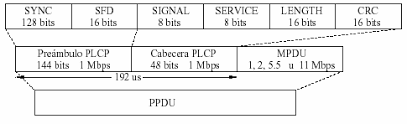 SYNC SFD SIGNAL SERVICE LENGTH CRC
128 bits 16 bits 8 bits 8 bits 16 bits 16 bits
Preámbulo PLCP Cabecera PLCP MPDU
144 bits 1 Mbps 48 bits 1 Mbps 1, 2, 5.5 u 11 Mbps
192 us
PPDU